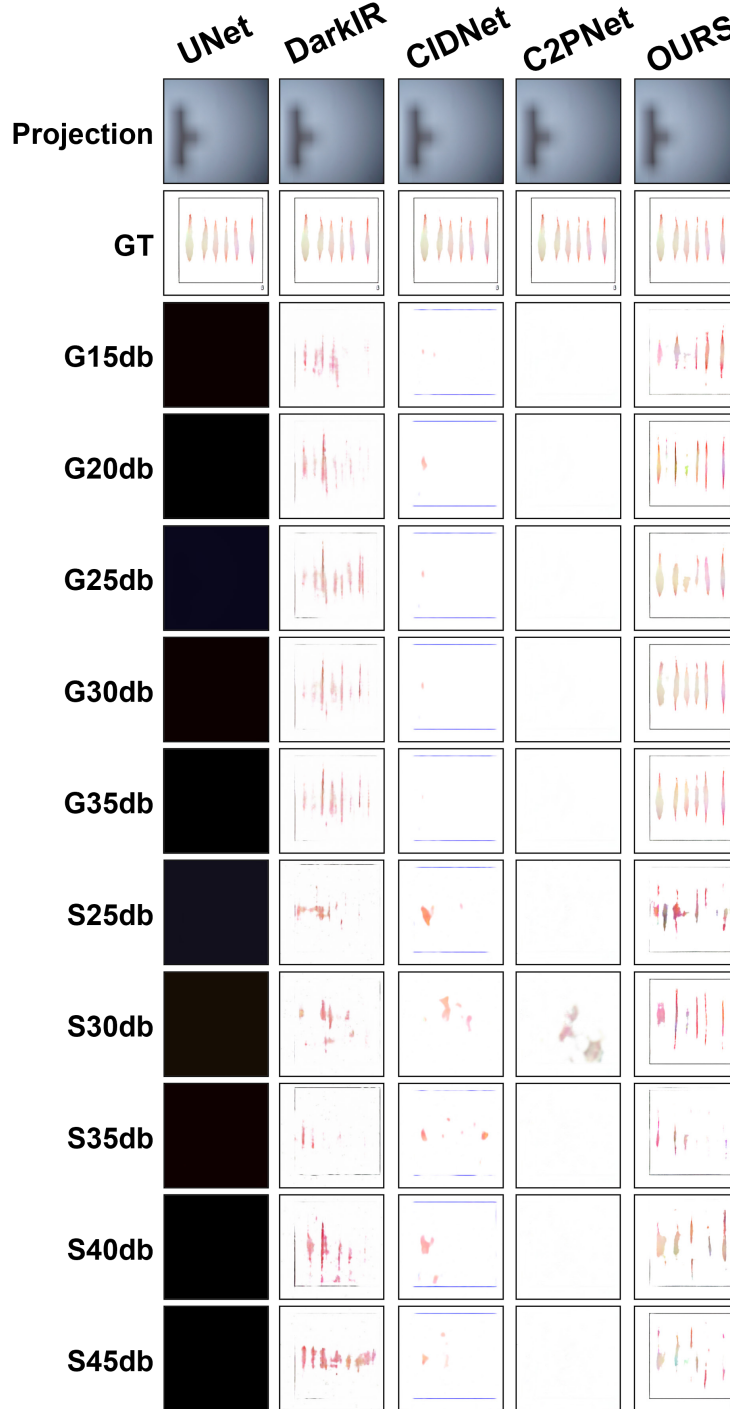 UNet DarkIR CIDNet C2PNet OURS
Projection
GT
G15db
G20db
G25db
G30db
G35db
S25db
S30db
S35db
S40db
S45db